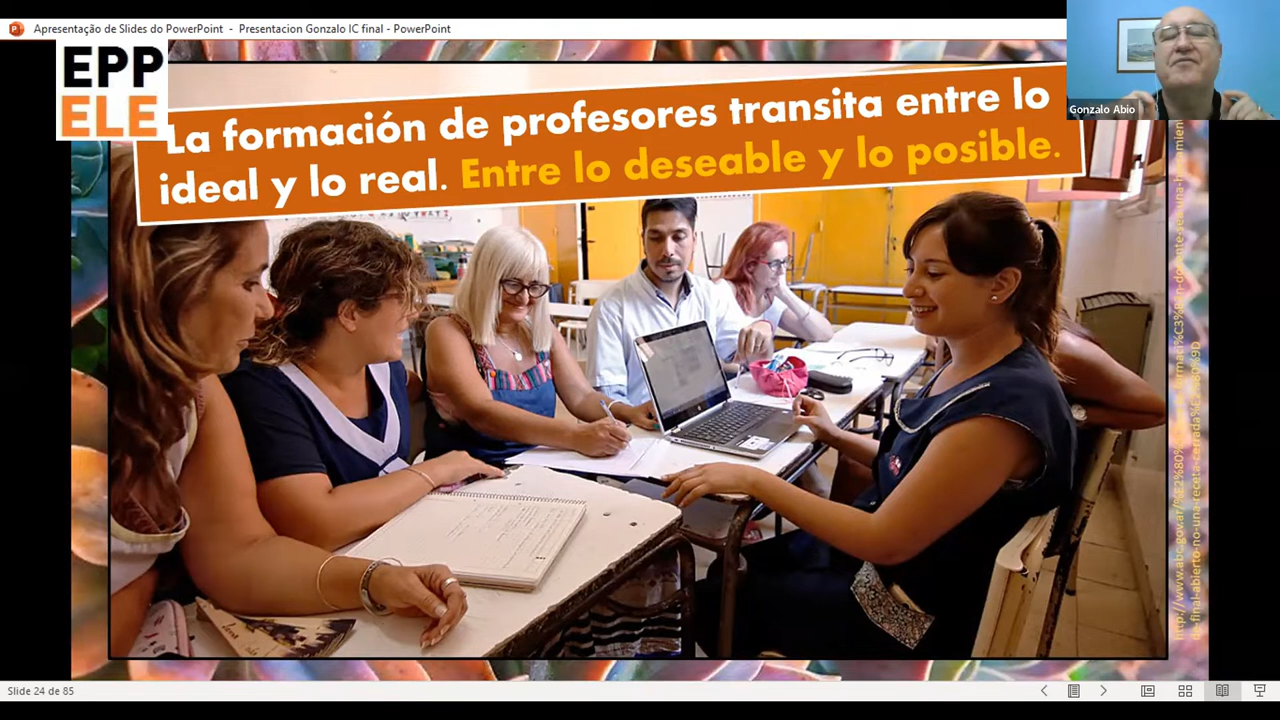 Apresentação de Slides do PowerPoint - Presentacion Gonzalo IC final - PowerPoint
EPP
ELE
La formación de profesores transita entre lo
ideal y lo real. Entre lo deseable y lo posible.
Gonzalo Abio
Slide 24 de 85